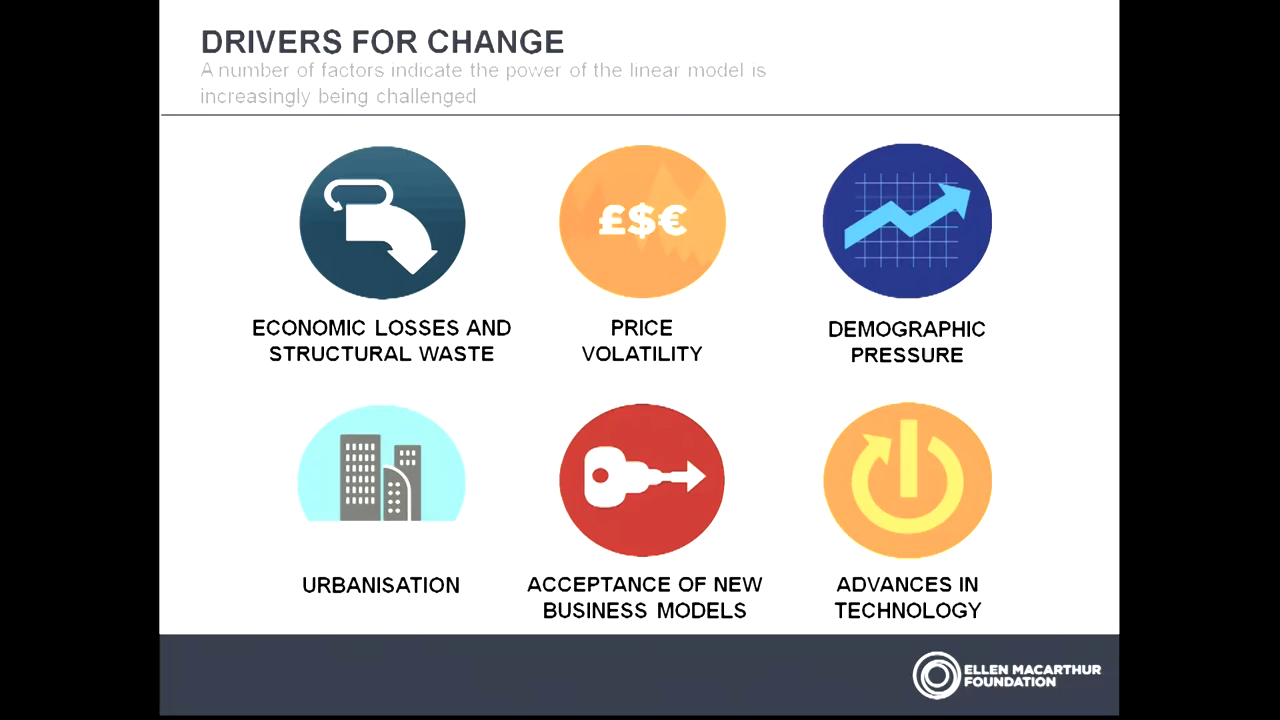 DRIVERS FOR CHANGE
A number of factors indicate the power of the linear model is
increasingly being challenged
£$€
ECONOMIC LOSSES AND
STRUCTURAL WASTE
PRICE
VOLATILITY
DEMOGRAPHIC
PRESSURE
URBANISATION
ACCEPTANCE OF NEW
BUSINESS MODELS
ADVANCES IN
TECHNOLOGY
ELLEN MACARTHUR
FOUNDATION